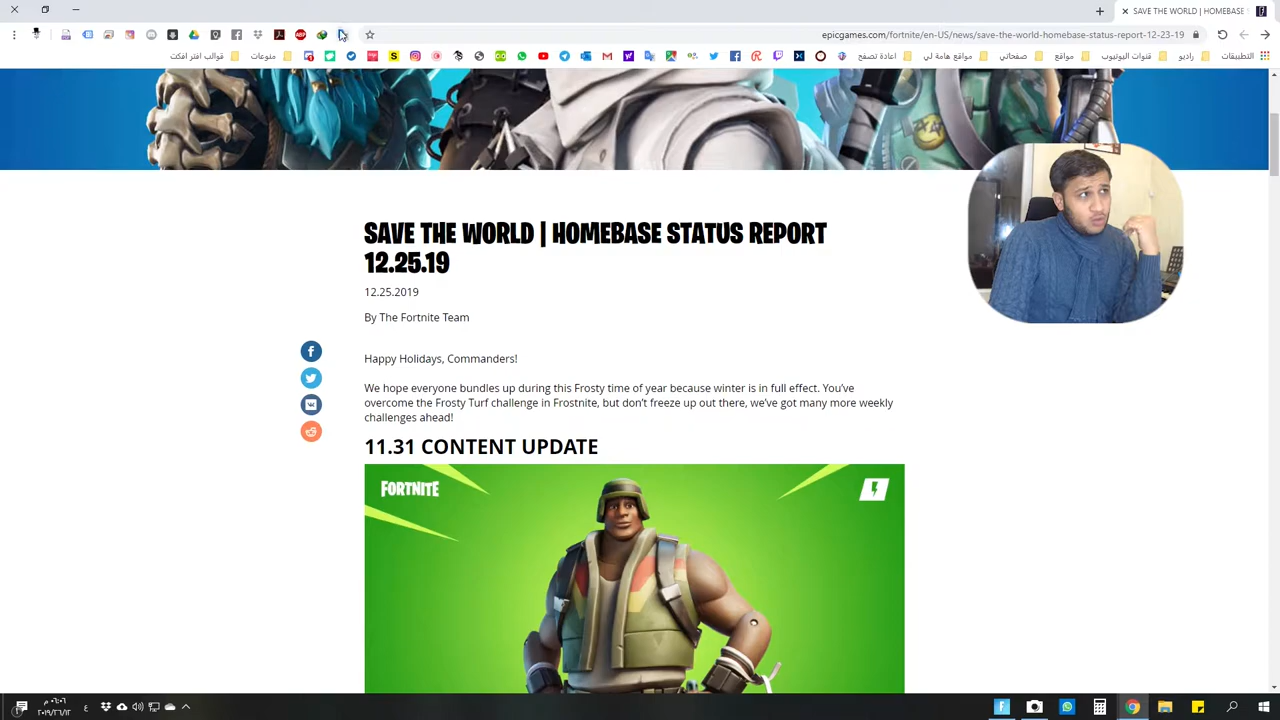 SAVE THE WORLD | HOMEBASE
epicgames.com/fortnite/en-US/news/save-the-world-homebase-status-report-12-23-19
التطبيقات
راديو
قنوات اليوتيوب
مواقع
صفحاتي
مواقع هامة لي
اعادة تصفح
منوعات
قوالب افتر افكت
SAVE THE WORLD | HOMEBASE STATUS REPORT
12.25.19
12.25.2019
By The Fortnite Team
Happy Holidays, Commanders!
We hope everyone bundles up during this Frosty time of year because winter is in full effect. You've
overcome the Frosty Turf challenge in Frostnite, but don't freeze up out there, we've got many more weekly
challenges ahead!
11.31 CONTENT UPDATE
FORTNITE
ع